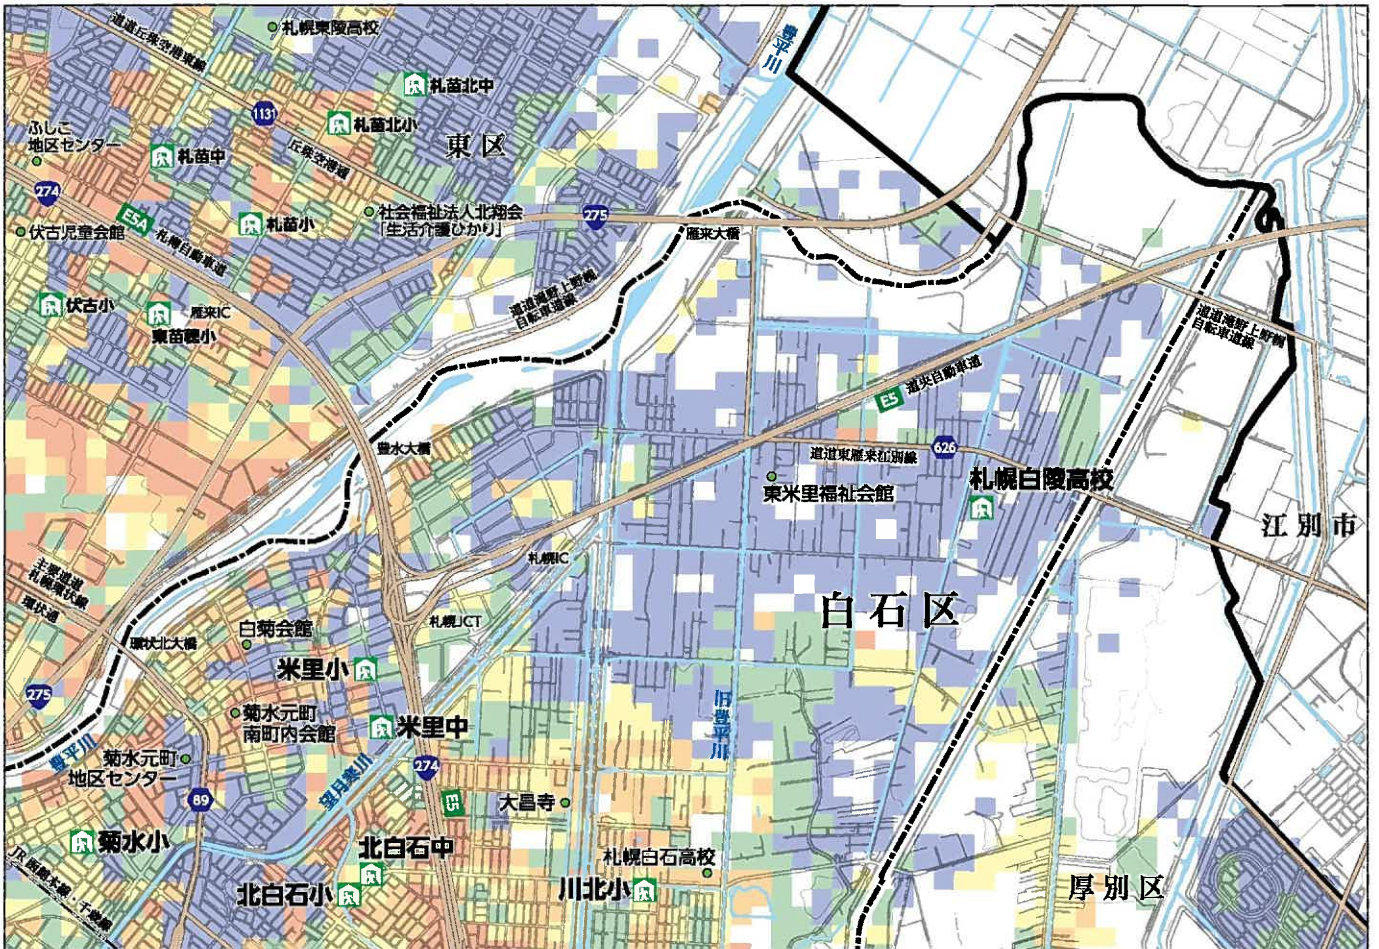 道道丘珠空港東線
札幌東陵高校
豊平川
札苗北中
1131
札苗北小
東区
ふしこ
地区センター
丘珠空港線
札苗中
274
E5A
札樽自動車道
札苗小
社会福祉法人北翔会
「生活介護ひかり」
275
雁来大橋
伏古児童会館
道道滝野上野幌
自転車道線
道道滝野上野幌
自転車道線
伏古小
雁来IC
東苗穂小
E5
道央自動車道
豊水大橋
道道東雁来江別線
626
東米里福祉会館
札幌白陵高校
江別市
札幌IC
主要道道
札幌環状線
環状通
白石区
札幌JCT
環状北大橋
白菊会館
米里小
275
菊水元町
南町内会館
米里中
旧豊平川
豊平川
菊水元町
地区センター
望月寒川
274
89
E5
大昌寺
菊水小
北白石中
札幌白石高校
JR函館本線・千歳線
北白石小
川北小
厚別区